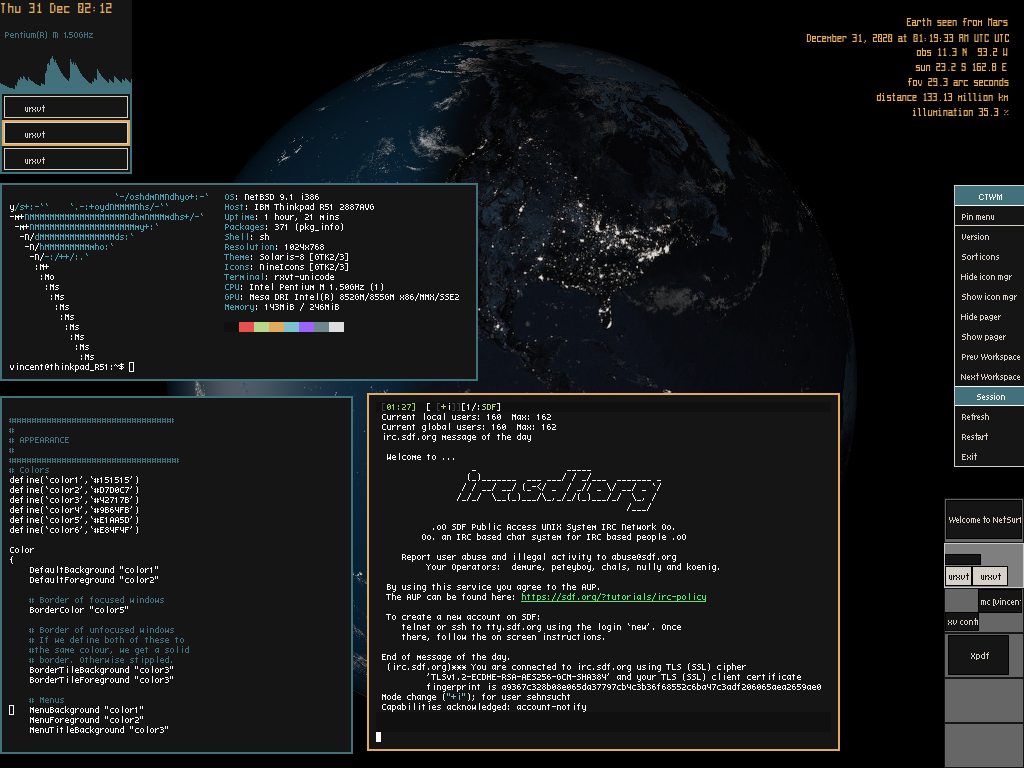 Thu 31 Dec 02:12
Pentium(R) M 1.50GHz
urxvt
urxvt
urxvt
Earth seen from Mars
December 31, 2020 at 01:19:33 AM UTC UTC
obs 11.3 N 93.2 W
sun 23.2 S 162.8 E
fov 29.3 arc seconds
distance 133.13 million km
illumination 35.3 %
OS: NetBSD 9.1 i386
Host: IBM Thinkpad R51 2887AVG
Uptime: 1 hour, 21 mins
Packages: 371 (pkg_info)
Shell: sh
Resolution: 1024x768
Theme: Solaris-8 [GTK2/3]
Icons: NineIcons [GTK2/3]
Terminal: rxvt-unicode
CPU: Intel Pentium M 1.50GHz (1)
GPU: Mesa DRI Intel(R) 852GM/855GM x86/MMX/SSE2
Memory: 143MiB / 246MiB
vincent@thinkpad_R51:~$
CTWM
Pin menu
Version
Sort icons
Hide icon mgr
Show icon mgr
Hide pager
Show pager
Prev Workspace
Next Workspace
Session
Refresh
Restart
Exit
##################################
#
# APPEARANCE
#
###################################
# Colors
define(`color1',`#151515')
define(`color2',`#D7D0C7')
define(`color3',`#42717B')
define(`color4',`#9B64FB')
define(`color5',`#E1AA5D')
define(`color6',`#E84F4F')
Color
{
DefaultBackground "color1"
DefaultForeground "color2"
# Border of focused windows
BorderColor "color5"
# Border of unfocused windows
# If we define both of these to
#the same colour, we get a solid
# border. Otherwise stippled.
BorderTileBackground "color3"
BorderTileForeground "color3"
# Menus
MenuBackground "color1"
MenuForeground "color2"
MenuTitleBackground "color3"
[01:27] [ [+i]][1/:SDF]
Current local users: 160 Max: 162
Current global users: 160 Max: 162
irc.sdf.org message of the day
Welcome to ...
.oO SDF Public Access UNIX System IRC Network Oo.
Oo. an IRC based chat system for IRC based people .oO
Report user abuse and illegal activity to abuse@sdf.org
Your Operators: demure, peteyboy, chals, nully and koenig.
By using this service you agree to the AUP.
The AUP can be found here: https://sdf.org/?tutorials/irc-policy
To create a new account on SDF:
telnet or ssh to tty.sdf.org using the login 'new'. Once
there, follow the on screen instructions.
End of message of the day.
(irc.sdf.org)*** You are connected to irc.sdf.org using TLS (SSL) cipher
'TLSv1.2-ECDHE-RSA-AES256-GCM-SHA384' and your TLS (SSL) client certificate
fingerprint is a9367c328b08e065da37797cb4c3b36f68552c6ba47c3adf206065aea2659ae0
Mode change ("+i"); for user sehnsucht
Capabilities acknowledged: account-notify
Welcome to NetSurf
urxvt
urxvt
mc [vincent
xv cont
Xpdf